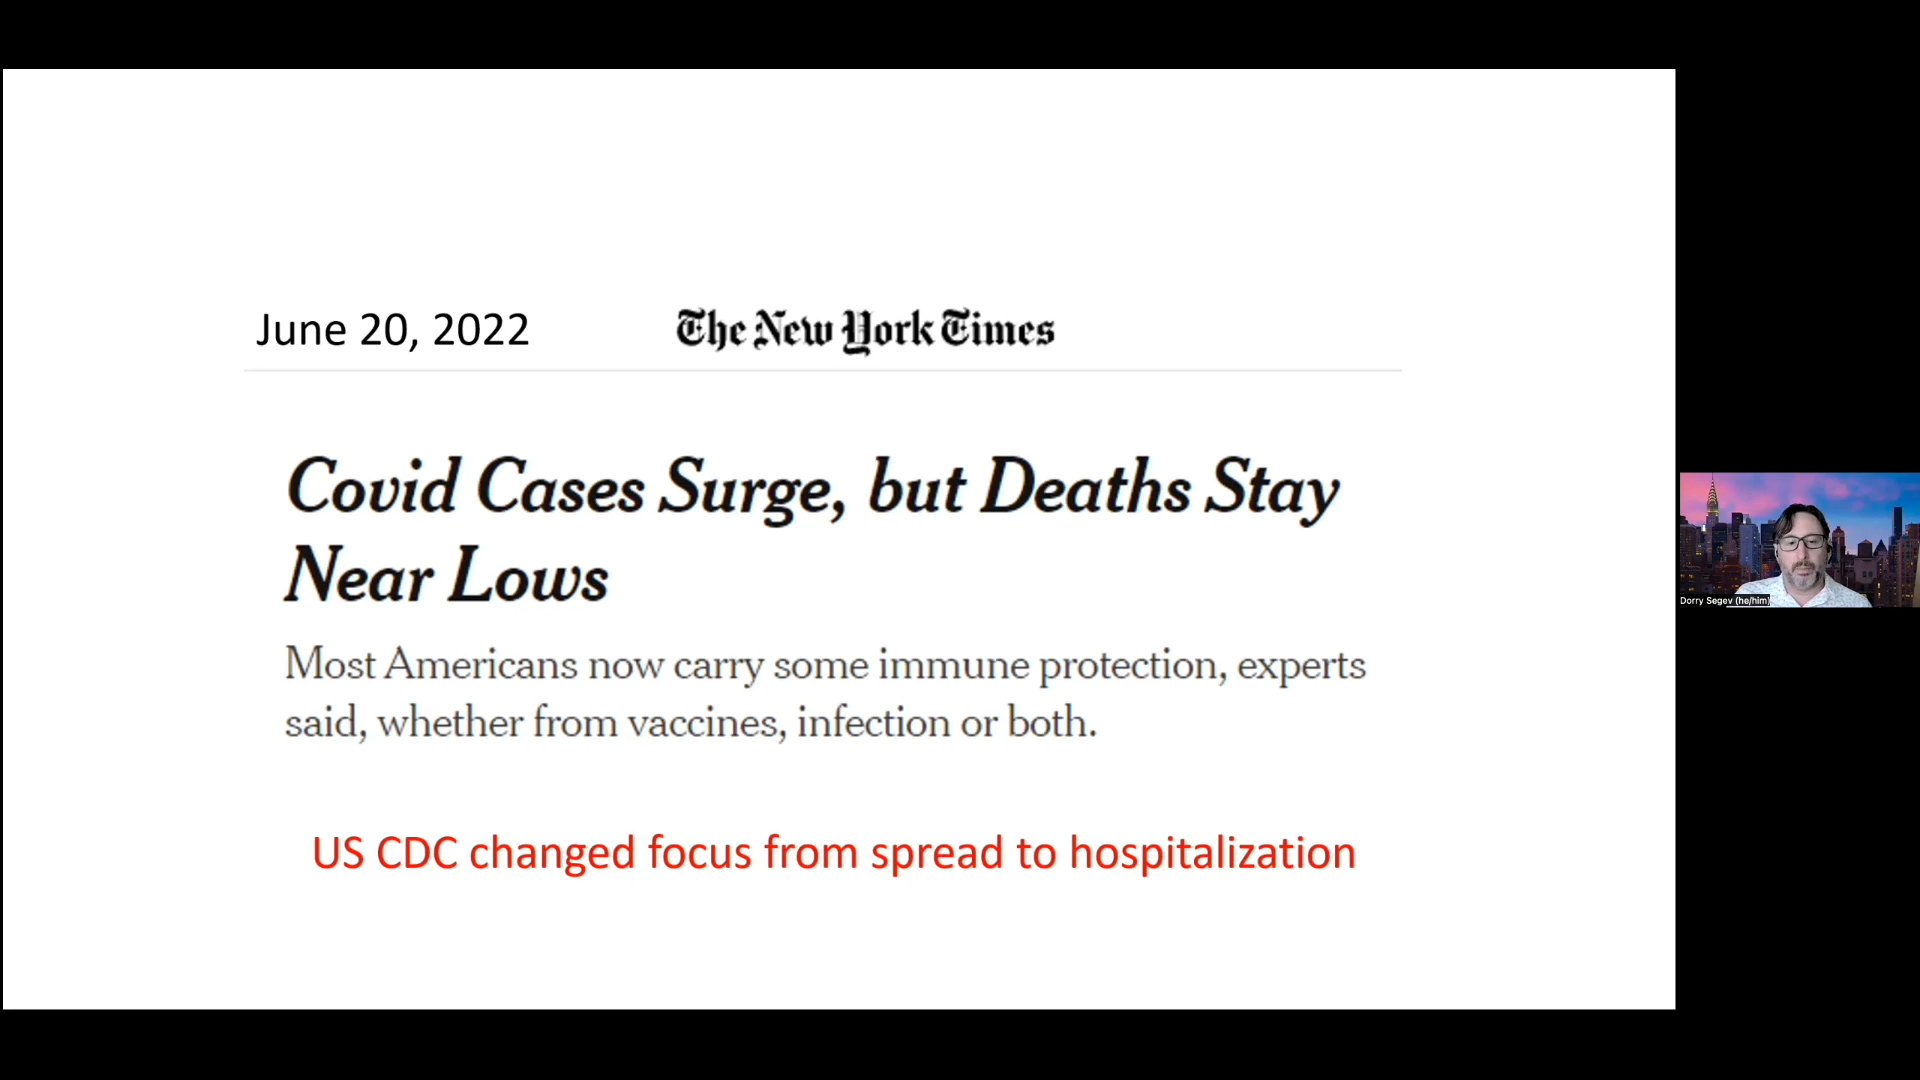 June 20, 2022
The New York Times
Covid Cases Surge, but Deaths Stay
Near Lows
Most Americans now carry some immune protection, experts
said, whether from vaccines, infection or both.
US CDC changed focus from spread to hospitalization
Dorry Segev (he/him)